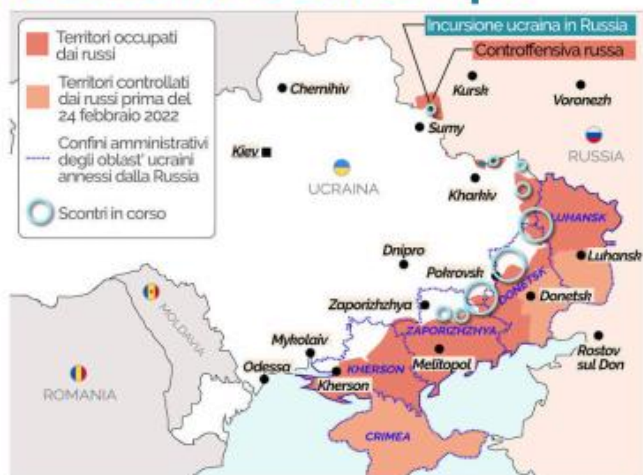 Incursione ucraina in Russia
Controffensiva russa
Territori occupati
dai russi
Territori controllati
dai russi prima del
24 febbraio 2022
Confini amministrativi
degli oblast' ucraini
annessi dalla Russia
Scontri in corso
Chernihiv
Kursk
Voronezh
Sumy
RUSSIA
Kiev
UCRAINA
Kharkiv
LUHANSK
Dnipro
Luhansk
Pokrovsk
DONETSK
Donetsk
MOLDAVIA
Zaporizhzhya
ZAPORIZHZHYA
Mykolaiv
Rostov
sul Don
Odessa
KHERSON
Melitopol
ROMANIA
Kherson
CRIMEA